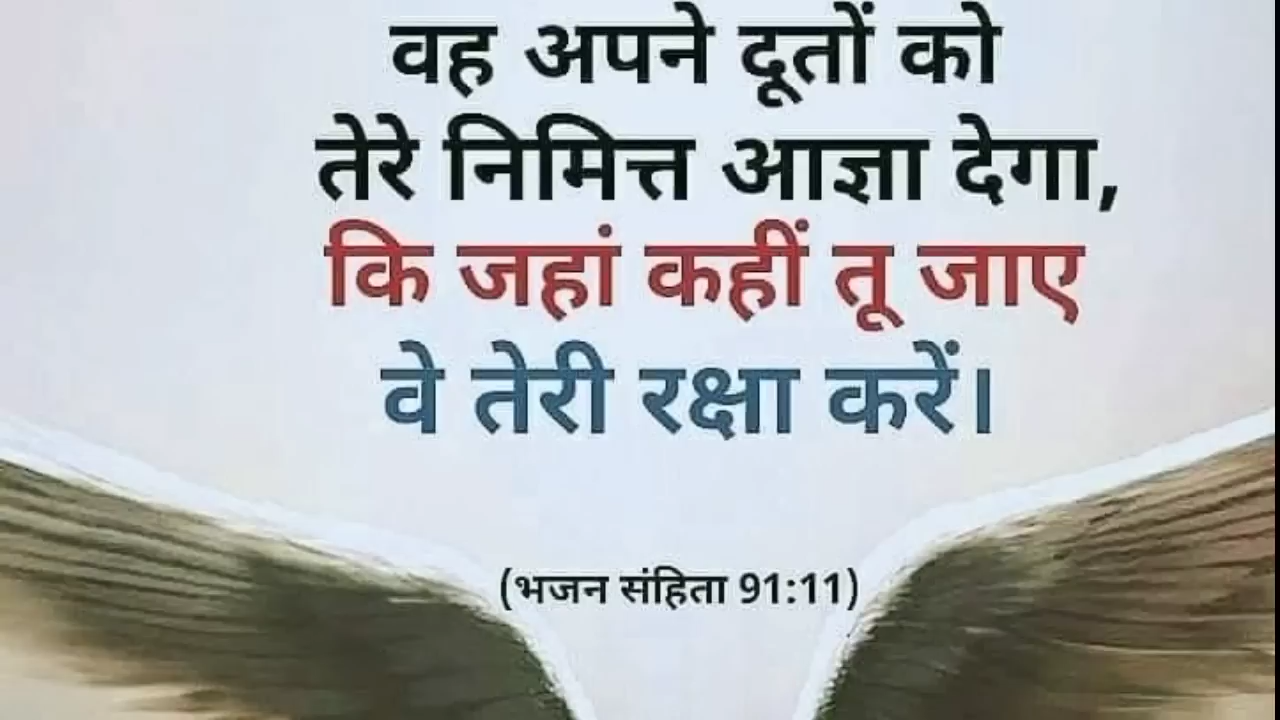 वह अपने दूतों को
तेरे निमित्त आज्ञा देगा,
कि जहां कहीं तू जाए
वे तेरी रक्षा करें।
(भजन संहिता 91:11)